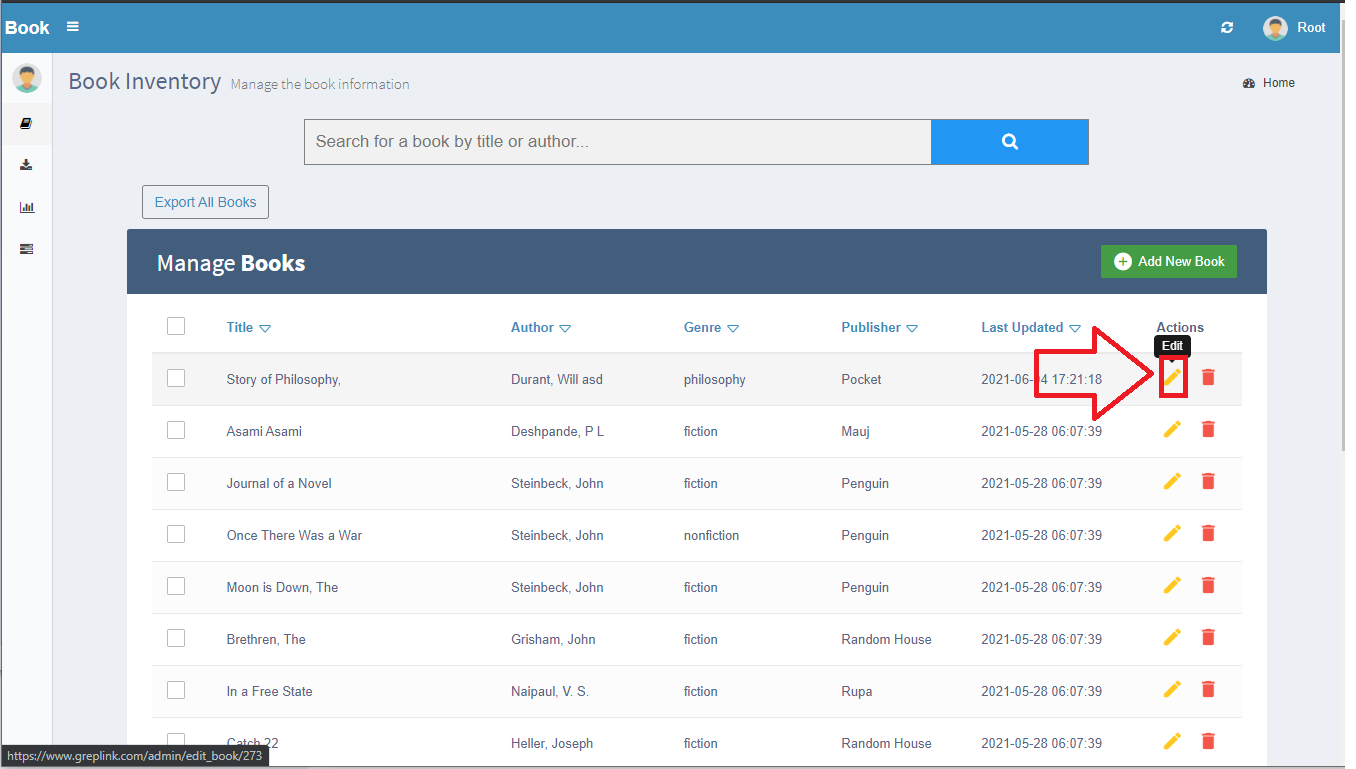 Book Root
Book Inventory Manage the book information Home
Search for a book by title or author...
Export All Books
Manage Books Add New Book
Title Author Genre Publisher Last Updated Actions
Edit
Story of Philosophy, Durant, Will asd philosophy Pocket 2021-06-04 17:21:18
Asami Asami Deshpande, P L fiction Mauj 2021-05-28 06:07:39
Journal of a Novel Steinbeck, John fiction Penguin 2021-05-28 06:07:39
Once There Was a War Steinbeck, John nonfiction Penguin 2021-05-28 06:07:39
Moon is Down, The Steinbeck, John fiction Penguin 2021-05-28 06:07:39
Brethren, The Grisham, John fiction Random House 2021-05-28 06:07:39
In a Free State Naipaul, V. S. fiction Rupa 2021-05-28 06:07:39
Catch 22 Heller, Joseph fiction Random House 2021-05-28 06:07:39
https://www.greplink.com/admin/edit_book/273